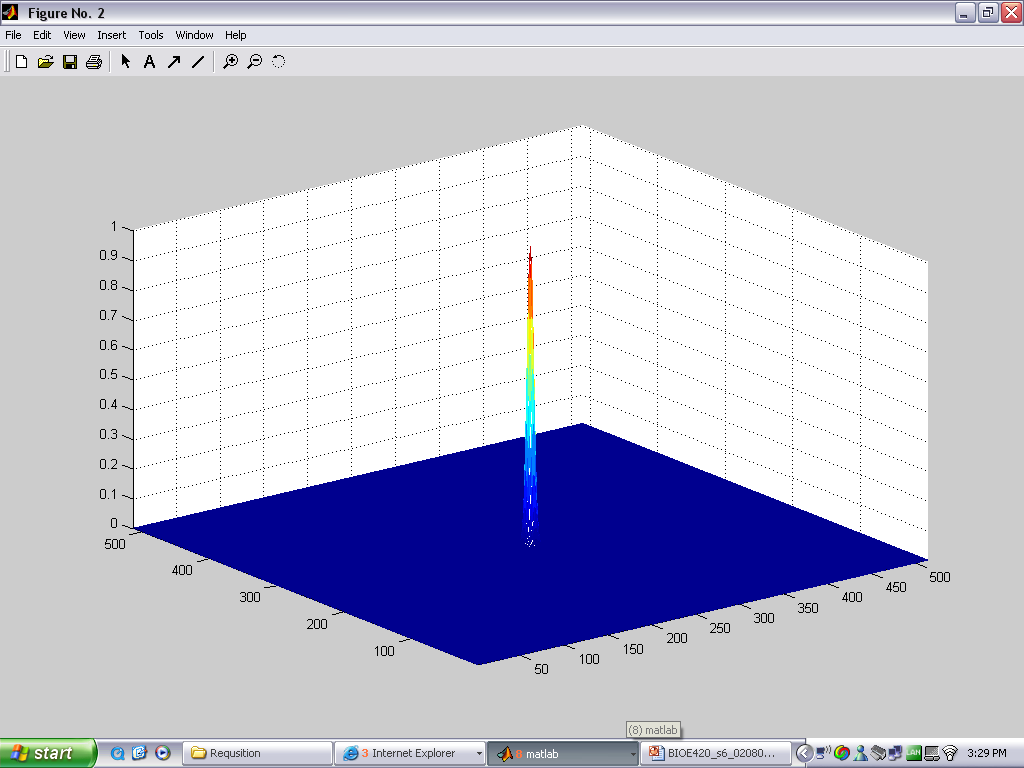 Figure No. 2
File Edit View Insert Tools Window Help
A
1
0.9
0.8
0.7
0.6
0.5
0.4
0.3
0.2
0.1
0
500
400
300
200
100
50
100
150
200
250
300
350
400
450
500
(8) matlab
start
Requsition
3 Internet Explorer
8 matlab
BIOE420_s6_02080...
3:29 PM